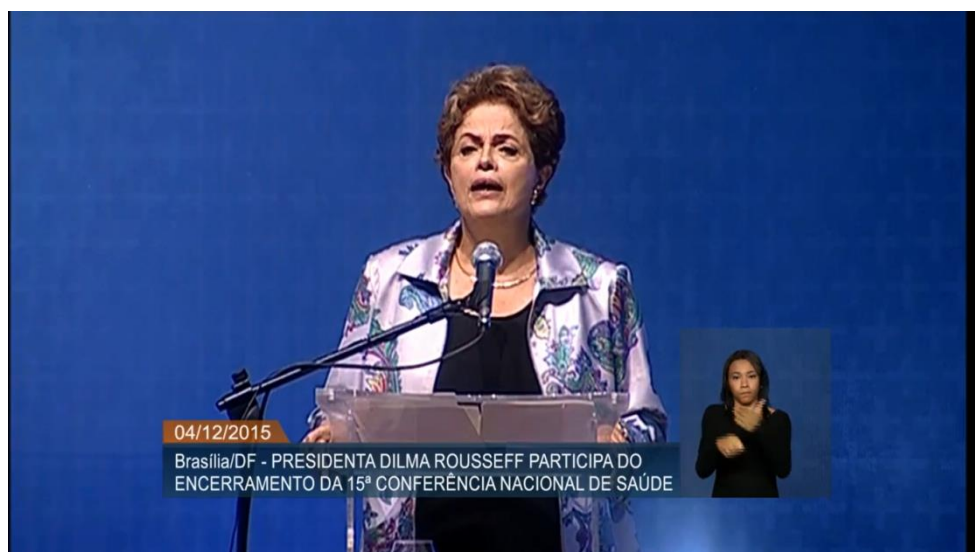 04/12/2015
Brasília/DF - PRESIDENTA DILMA ROUSSEFF PARTICIPA DO
ENCERRAMENTO DA 15ª CONFERÊNCIA NACIONAL DE SAÚDE